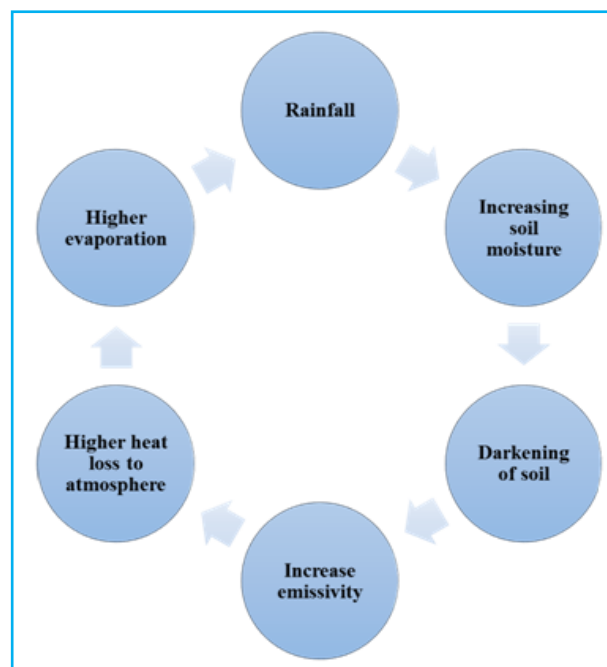 Rainfall
Increasing
soil
moisture
Darkening
of soil
Increase
emissivity
Higher heat
loss to
atmosphere
Higher
evaporation